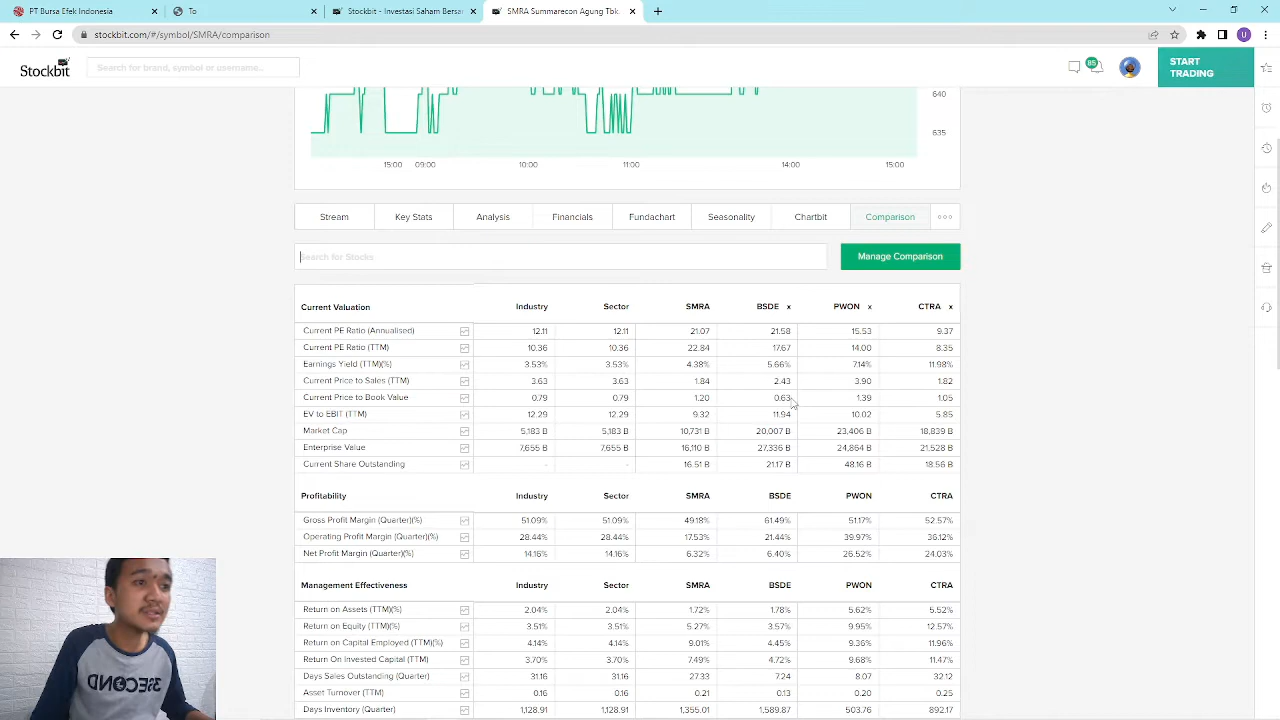 PT Bursa Efek Indonesia
To
Stockbit - Investasi Saham Bersa
SMRA Summarecon Agung Tbk.
stockbit.com/#/symbol/SMRA/comparison
U
Stockbit
Search for brand, symbol or username...
85
START
TRADING
640
635
15:00 09:00 10:00 11:00 14:00 15:00
Stream Key Stats Analysis Financials Fundachart Seasonality Chartbit Comparison
Search for Stocks
Manage Comparison
Current Valuation Industry Sector SMRA BSDE x PWON x CTRA x
Current PE Ratio (Annualised) 12.11 12.11 21.07 21.58 15.53 9.37
Current PE Ratio (TTM) 10.36 10.36 22.84 17.67 14.00 8.35
Earnings Yield (TTM)(%) 3.53% 3.53% 4.38% 5.66% 7.14% 11.98%
Current Price to Sales (TTM) 3.63 3.63 1.84 2.43 3.90 1.82
Current Price to Book Value 0.79 0.79 1.20 0.63 1.39 1.05
EV to EBIT (TTM) 12.29 12.29 9.32 11.94 10.02 5.85
Market Cap 5,183 B 5,183 B 10,731 B 20,007 B 23,406 B 18,839 B
Enterprise Value 7,655 B 7,655 B 16,110 B 27,336 B 24,864 B 21,528 B
Current Share Outstanding - - 16.51 B 21.17 B 48.16 B 18.56 B
Profitability Industry Sector SMRA BSDE PWON CTRA
Gross Profit Margin (Quarter)(%) 51.09% 51.09% 49.18% 61.49% 51.17% 52.57%
Operating Profit Margin (Quarter)(%) 28.44% 28.44% 17.53% 21.44% 39.97% 36.12%
Net Profit Margin (Quarter)(%) 14.16% 14.16% 6.32% 6.40% 26.52% 24.03%
Management Effectiveness Industry Sector SMRA BSDE PWON CTRA
Return on Assets (TTM)(%) 2.04% 2.04% 1.72% 1.78% 5.62% 5.52%
Return on Equity (TTM)(%) 3.51% 3.51% 5.27% 3.57% 9.95% 12.57%
Return on Capital Employed (TTM)(%) 4.14% 4.14% 9.01% 4.45% 9.36% 11.96%
Return On Invested Capital (TTM) 3.70% 3.70% 7.49% 4.72% 9.68% 11.47%
Days Sales Outstanding (Quarter) 31.16 31.16 27.33 7.24 8.07 32.12
Asset Turnover (TTM) 0.16 0.16 0.21 0.13 0.20 0.25
Days Inventory (Quarter) 1,128.91 1,128.91 1,355.01 1,589.87 503.76 892.17
3SECOND